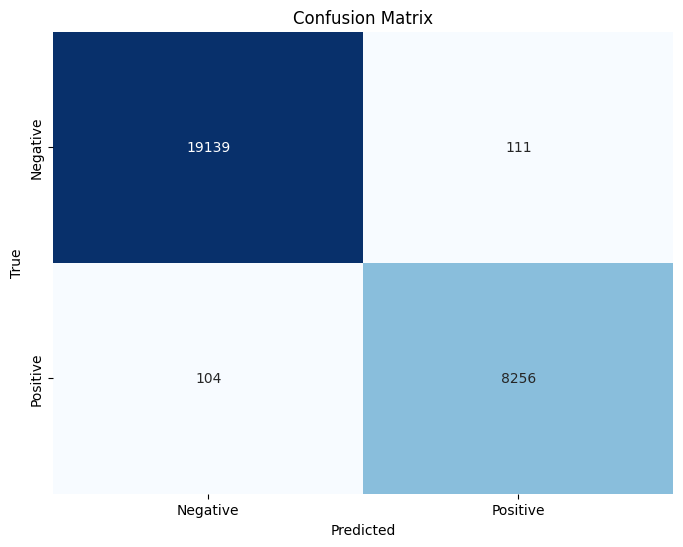 Confusion Matrix
True
Negative
19139 111
Positive
104 8256
Negative Positive
Predicted